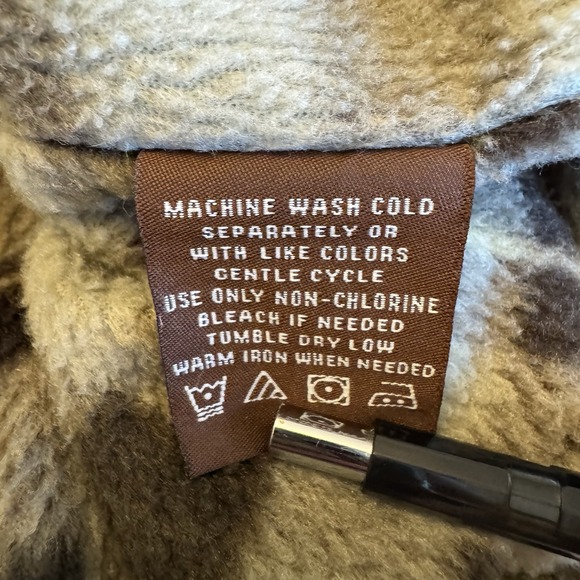 MACHINE WASH COLD
SEPARATELY OR
WITH LIKE COLORS
GENTLE CYCLE
USE ONLY NON-CHLORINE
BLEACH IF NEEDED
TUMBLE DRY LOW
WARM IRON WHEN NEEDED